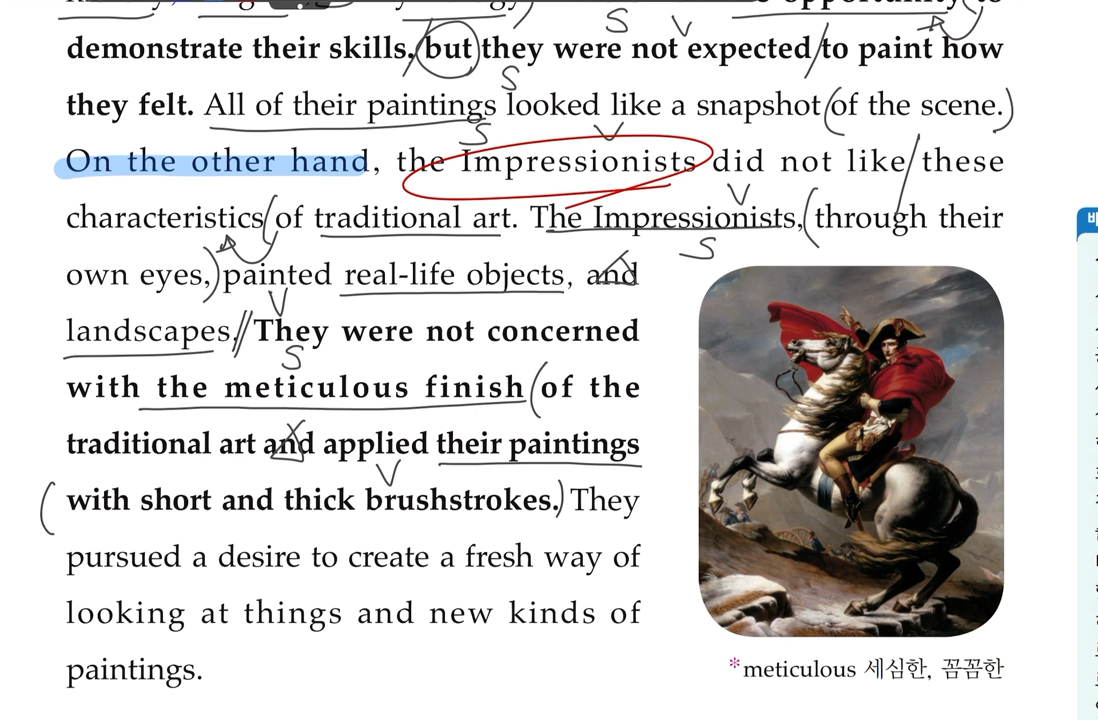 opportunity to
demonstrate their skills, but they were not expected to paint how
they felt. All of their paintings looked like a snapshot of the scene.
On the other hand, the Impressionists did not like these
characteristics of traditional art. The Impressionists, through their
own eyes, painted real-life objects, and
landscapes. They were not concerned
with the meticulous finish of the
traditional art and applied their paintings
with short and thick brushstrokes. They
pursued a desire to create a fresh way of
looking at things and new kinds of
paintings.
*meticulous 세심한, 꼼꼼한
S
V
S
S
V
V
S
V
S
V